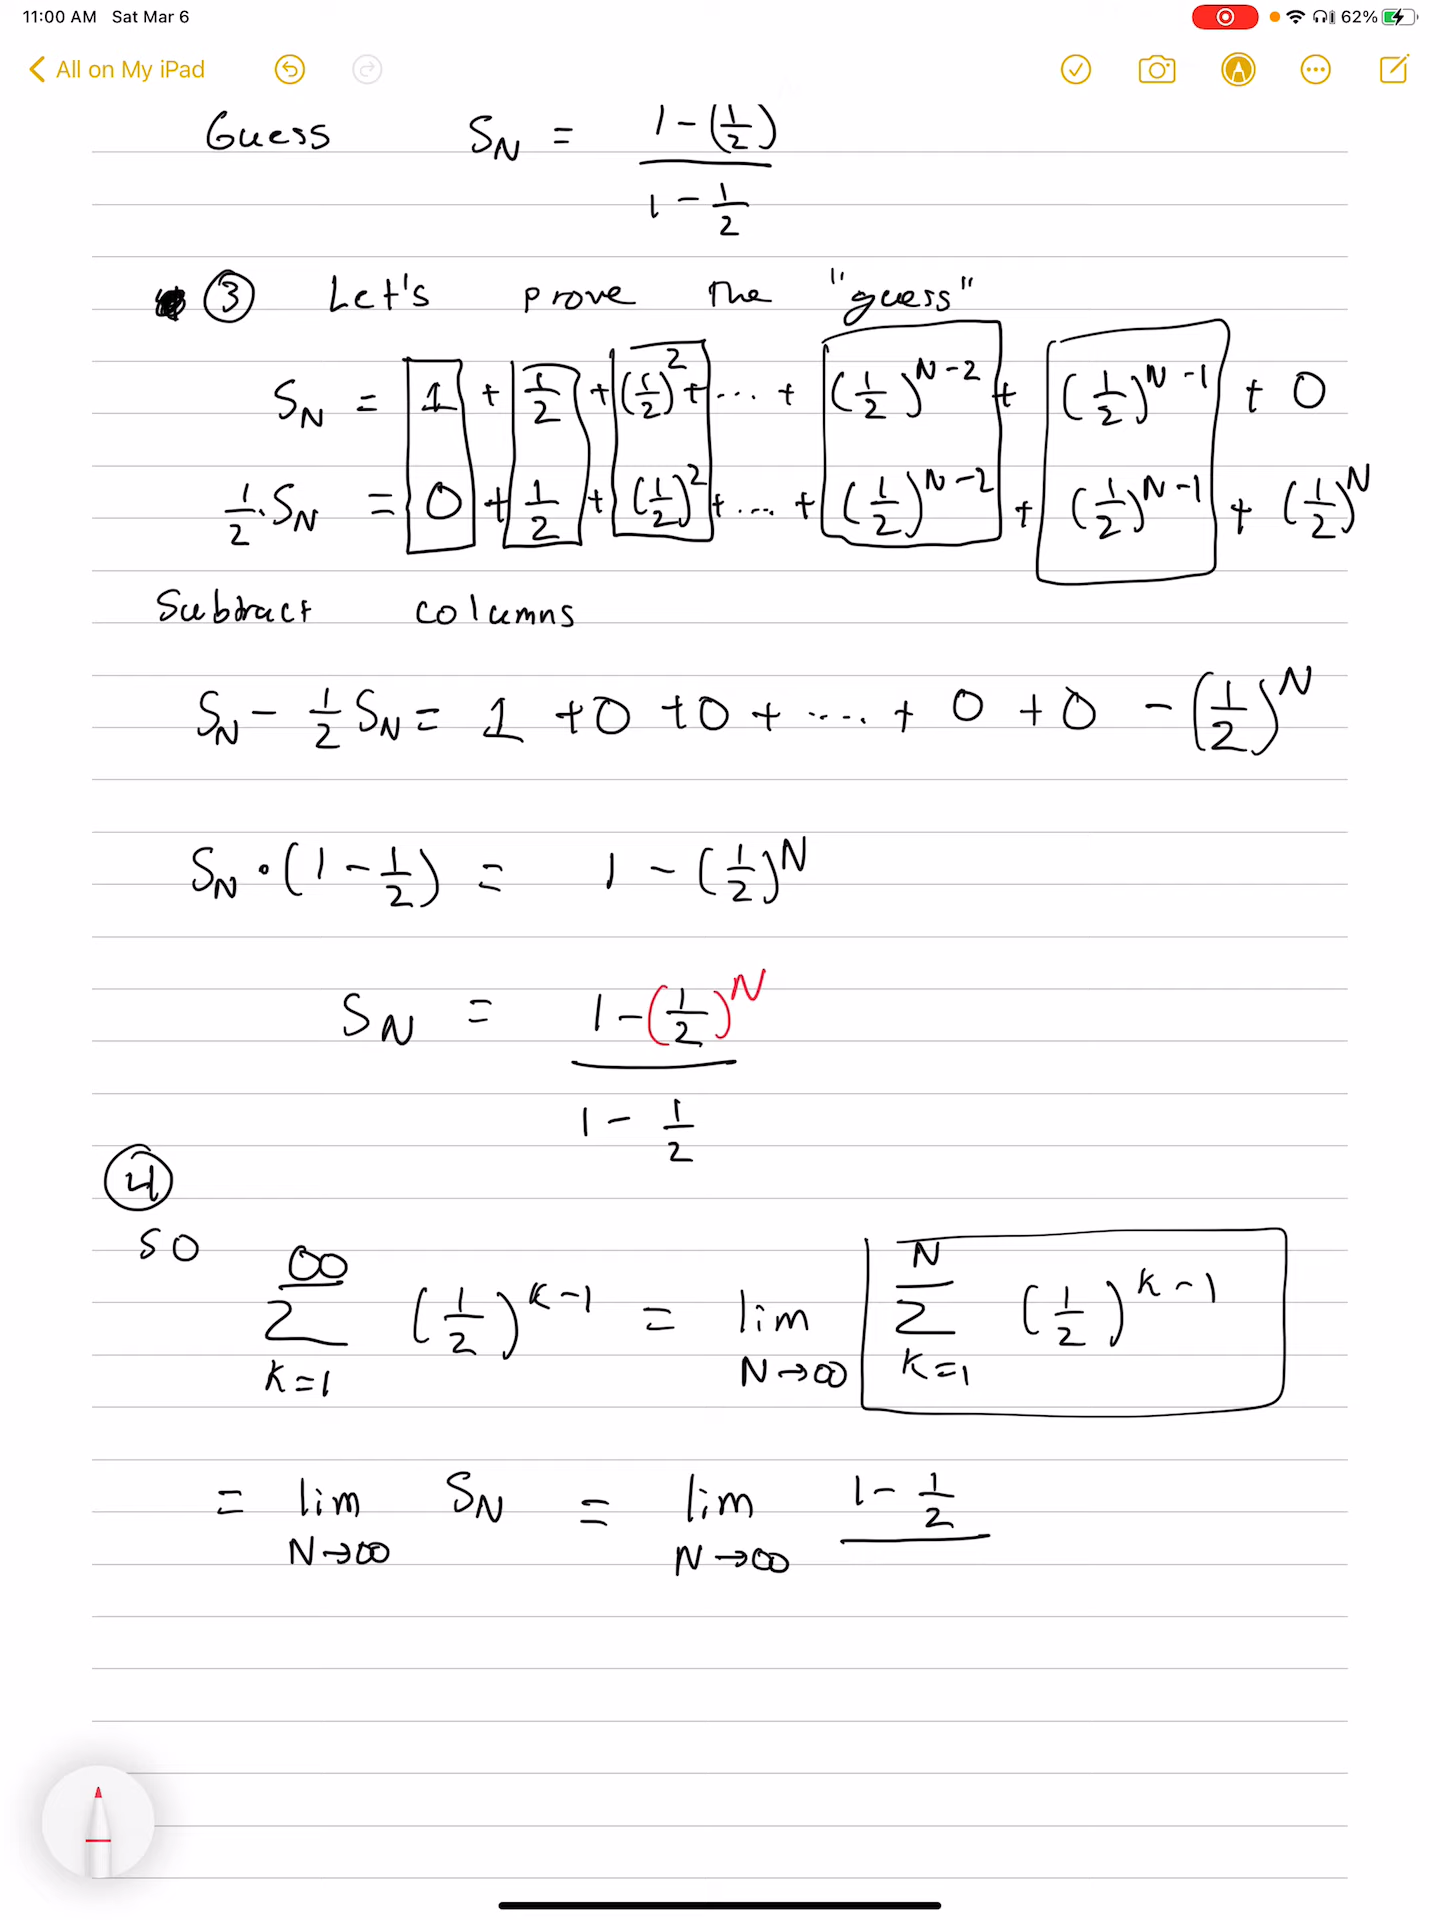 11:00 AM Sat Mar 6 62%
All on My iPad
Guess S_N = (1 - (1/2)) / (1 - 1/2)
③ Let's prove the "guess"
S_N = 1 + 1/2 + (1/2)^2 + ... + (1/2)^{N-2} + (1/2)^{N-1} + 0
1/2 · S_N = 0 + 1/2 + (1/2)^2 + ... + (1/2)^{N-2} + (1/2)^{N-1} + (1/2)^N
Subtract columns
S_N - 1/2 S_N = 1 + 0 + 0 + .... + 0 + 0 - (1/2)^N
S_N · (1 - 1/2) = 1 - (1/2)^N
S_N = (1 - (1/2)^N) / (1 - 1/2)
④
so
∑_{k=1}^{∞} (1/2)^{k-1} = lim_{N→∞} ∑_{k=1}^{N} (1/2)^{k-1}
= lim_{N→∞} S_N = lim_{N→∞} 1 - 1/2